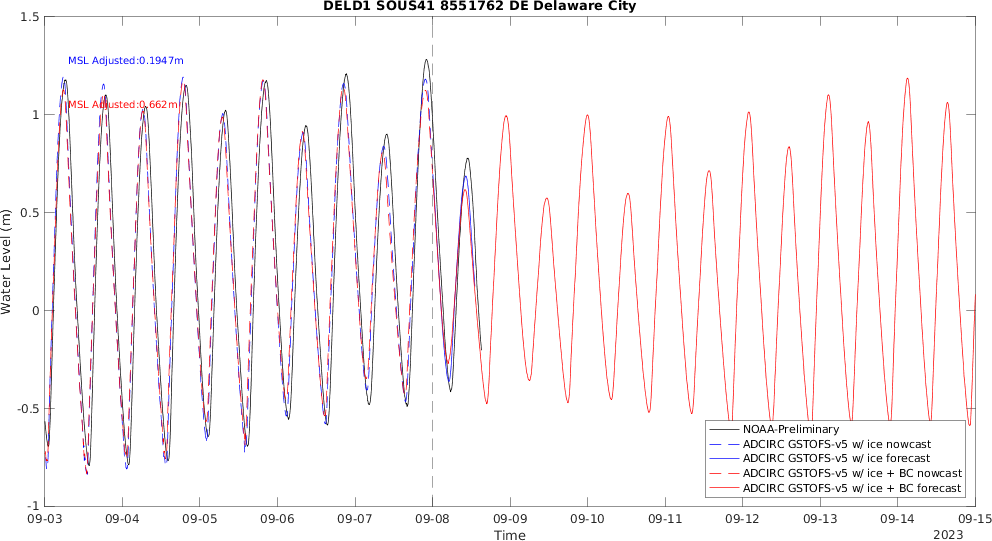 DELD1 SOUS41 8551762 DE Delaware City
1.5
MSL Adjusted:0.1947m
MSL Adjusted:0.662m
1
0.5
0
-0.5
-1
Water Level (m)
NOAA-Preliminary
ADCIRC GSTOFS-v5 w/ ice nowcast
ADCIRC GSTOFS-v5 w/ ice forecast
ADCIRC GSTOFS-v5 w/ ice + BC nowcast
ADCIRC GSTOFS-v5 w/ ice + BC forecast
09-03 09-04 09-05 09-06 09-07 09-08 09-09 09-10 09-11 09-12 09-13 09-14 09-15
Time
2023